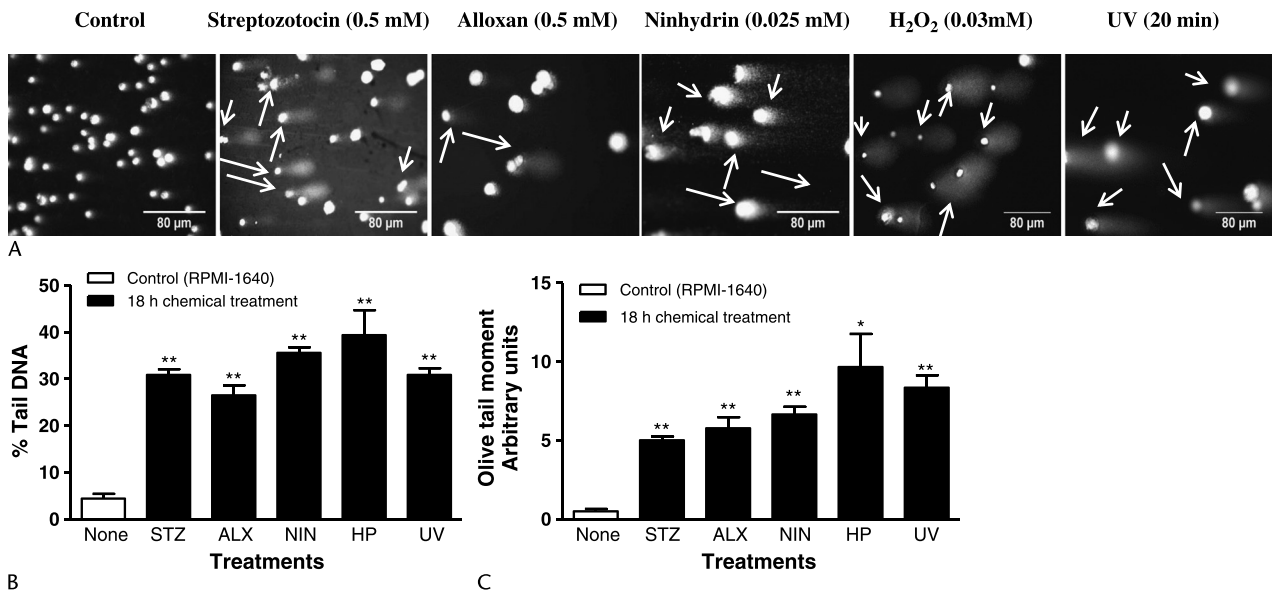 Control Streptozotocin (0.5 mM) Alloxan (0.5 mM) Ninhydrin (0.025 mM) H₂O₂ (0.03mM) UV (20 min)
80 µm 80 µm 80 µm 80 µm 80 µm 80 µm
A
Control (RPMI-1640)
18 h chemical treatment
% Tail DNA
50
40
30
20
10
0
** ** ** ** **
None STZ ALX NIN HP UV
Treatments
B
Control (RPMI-1640)
18 h chemical treatment
Olive tail moment
Arbitrary units
15
10
5
0
** ** ** * **
None STZ ALX NIN HP UV
Treatments
C